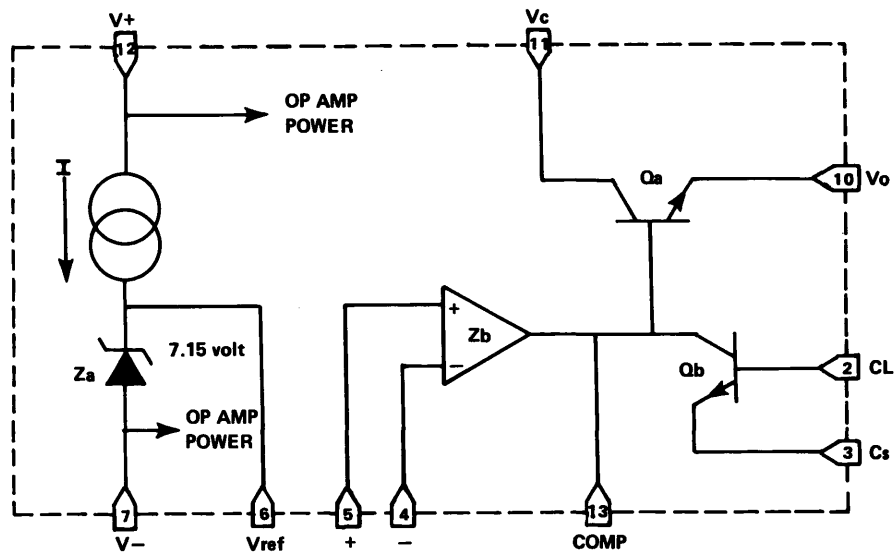 V+
Vc
12
11
OP AMP
POWER
I
Qa
10
Vo
+
Zb
−
7.15 volt
Za
Qb
2
CL
OP AMP
POWER
3
Cs
7
6
5
4
13
V−
Vref
+
−
COMP